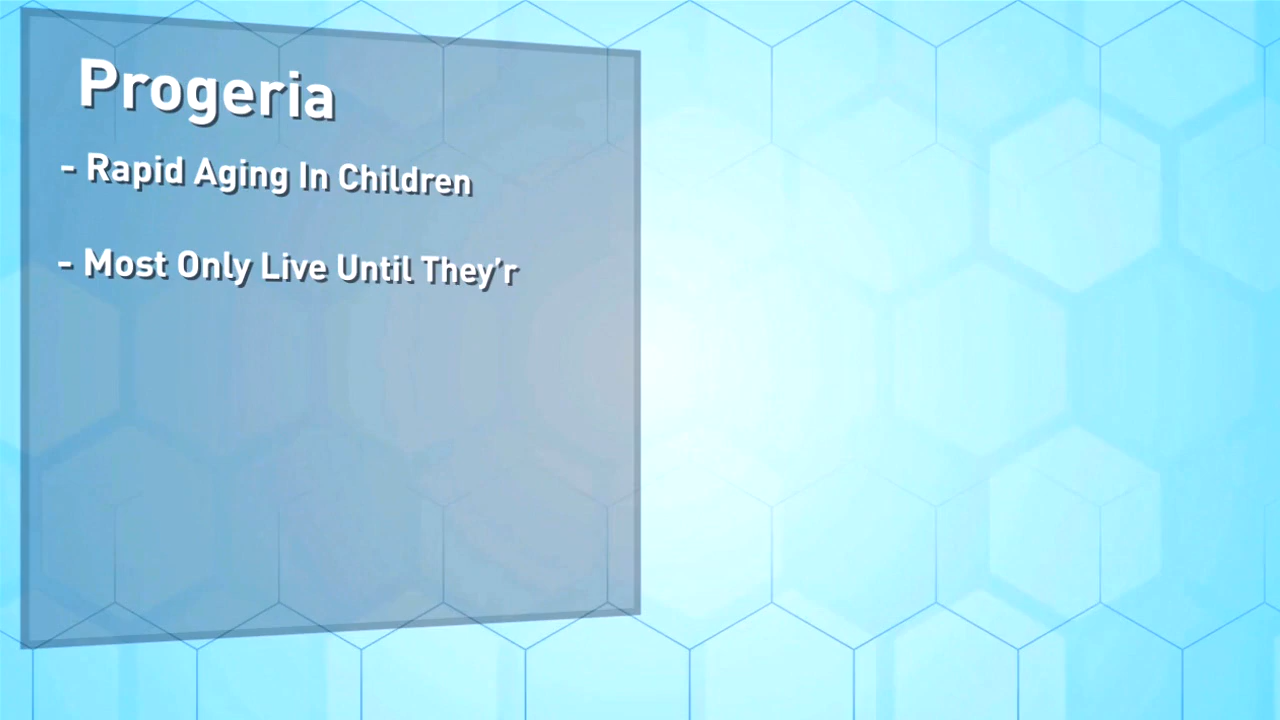 Progeria
- Rapid Aging In Children
- Most Only Live Until They'r